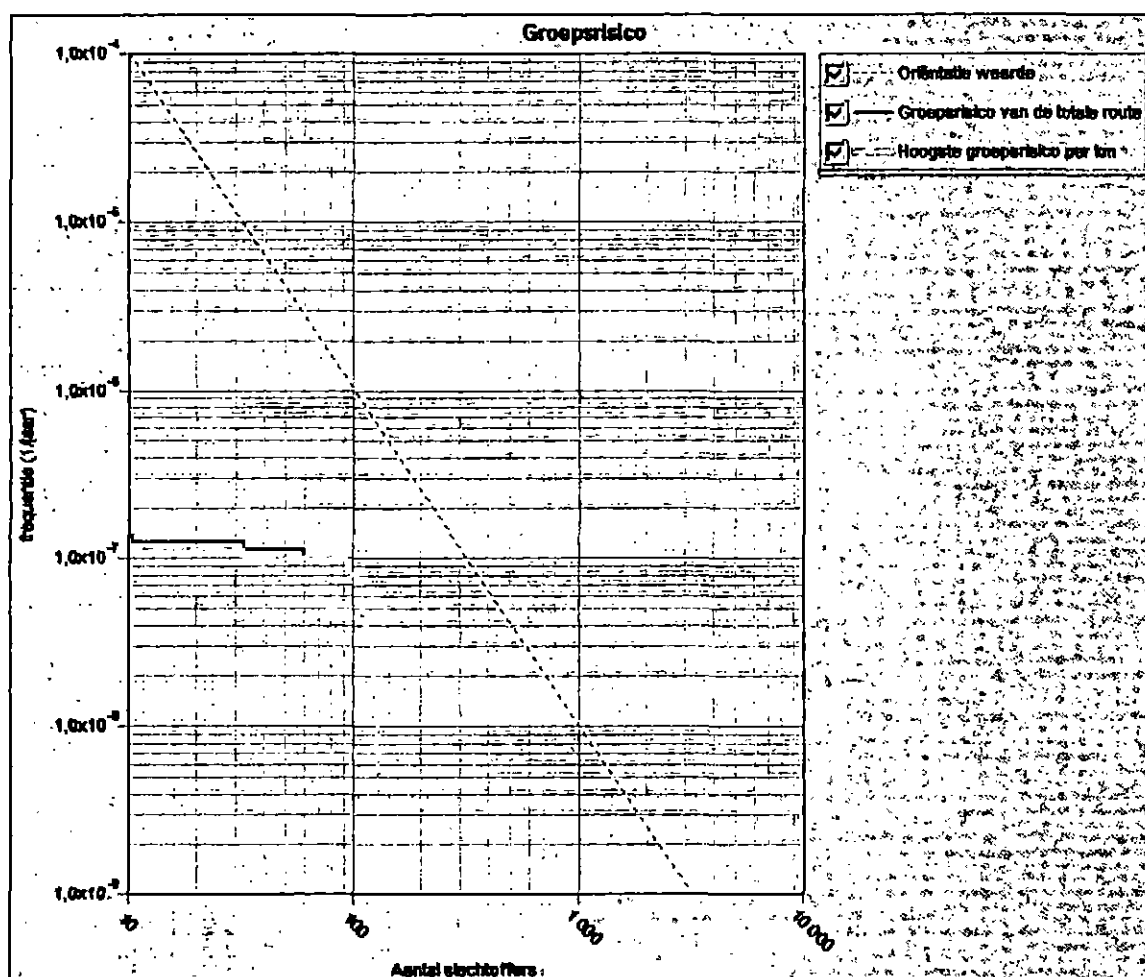 Groepsrisico
1,0x10-4
1,0x10-5
1,0x10-6
1,0x10-7
1,0x10-8
1,0x10-9
frequentie (1/jaar)
10
100
1.000
10.000
Aantal slachtoffers
Oriëntatie waarde
Groepsrisico van de totale route
Hoogste groepsrisico per km